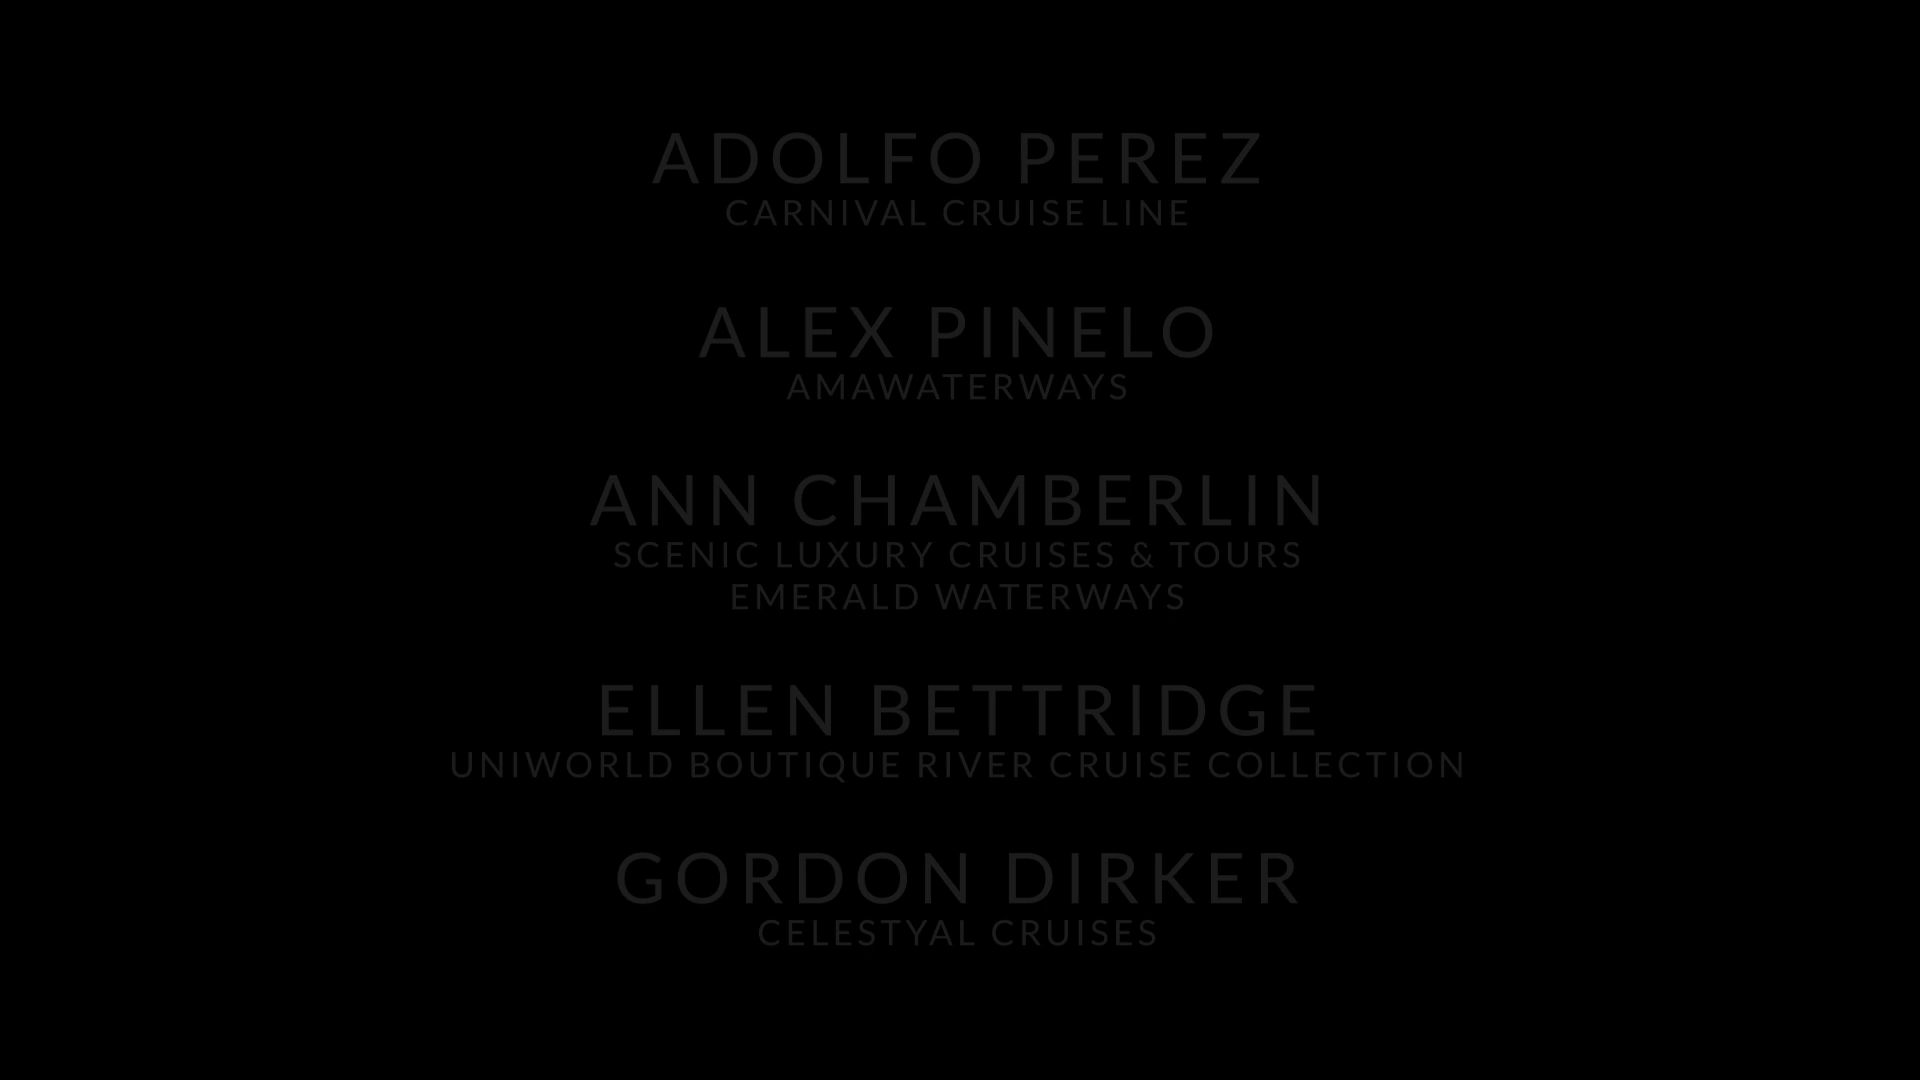 ADOLFO PEREZ
CARNIVAL CRUISE LINE
ALEX PINELO
AMAWATERWAYS
ANN CHAMBERLIN
SCENIC LUXURY CRUISES & TOURS
EMERALD WATERWAYS
ELLEN BETTRIDGE
UNIWORLD BOUTIQUE RIVER CRUISE COLLECTION
GORDON DIRKER
CELESTYAL CRUISES